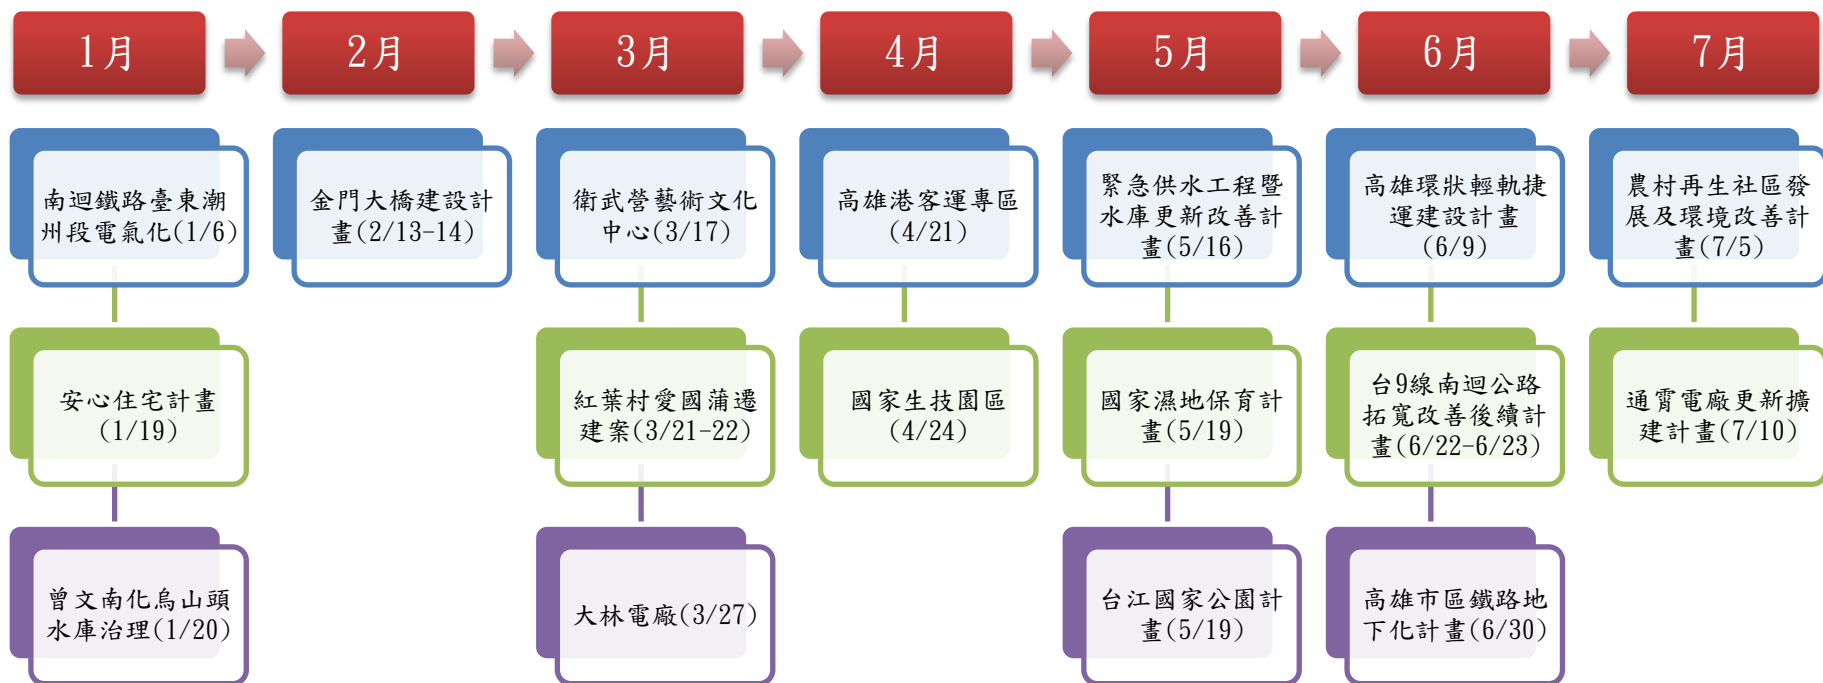 1月
2月
3月
4月
5月
6月
7月
南迴鐵路臺東潮
州段電氣化(1/6)
安心住宅計畫
(1/19)
曾文南化烏山頭
水庫治理(1/20)
金門大橋建設計
畫(2/13-14)
衛武營藝術文化
中心(3/17)
紅葉村愛國蒲遷
建案(3/21-22)
大林電廠(3/27)
高雄港客運專區
(4/21)
國家生技園區
(4/24)
緊急供水工程暨
水庫更新改善計
畫(5/16)
國家濕地保育計
畫(5/19)
台江國家公園計
畫(5/19)
高雄環狀輕軌捷
運建設計畫
(6/9)
台9線南迴公路
拓寬改善後續計
畫(6/22-6/23)
高雄市區鐵路地
下化計畫(6/30)
農村再生社區發
展及環境改善計
畫(7/5)
通霄電廠更新擴
建計畫(7/10)